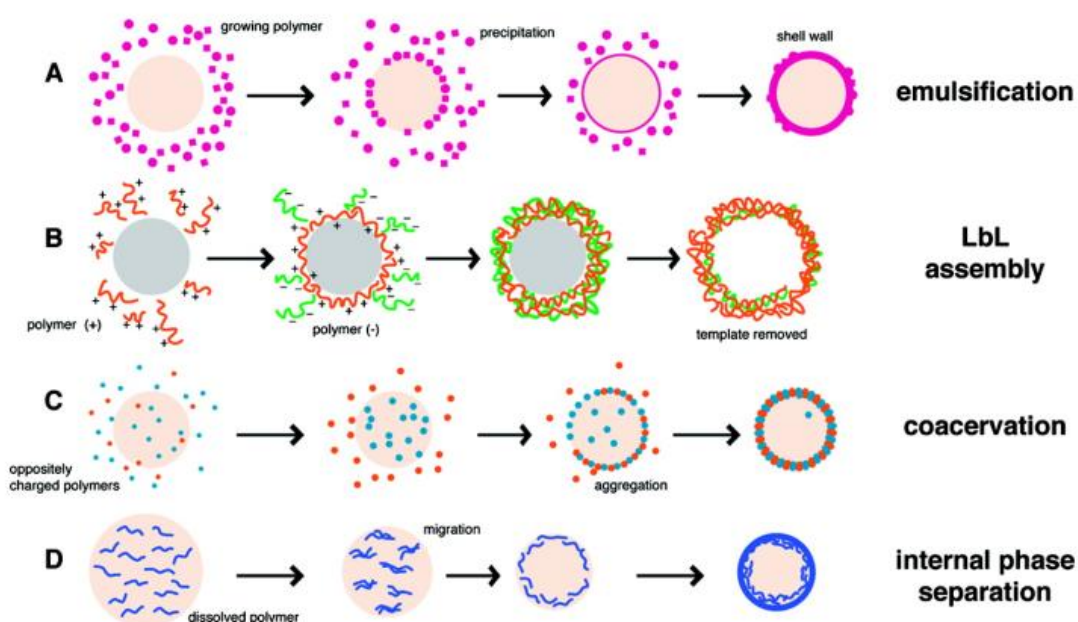 growing polymer
precipitation
shell wall
A
emulsification
+ + + + + + + + + + +
B
LbL
assembly
polymer (+)
polymer (-)
template removed
C
coacervation
oppositely
charged polymers
aggregation
migration
D
internal phase
separation
dissolved polymer